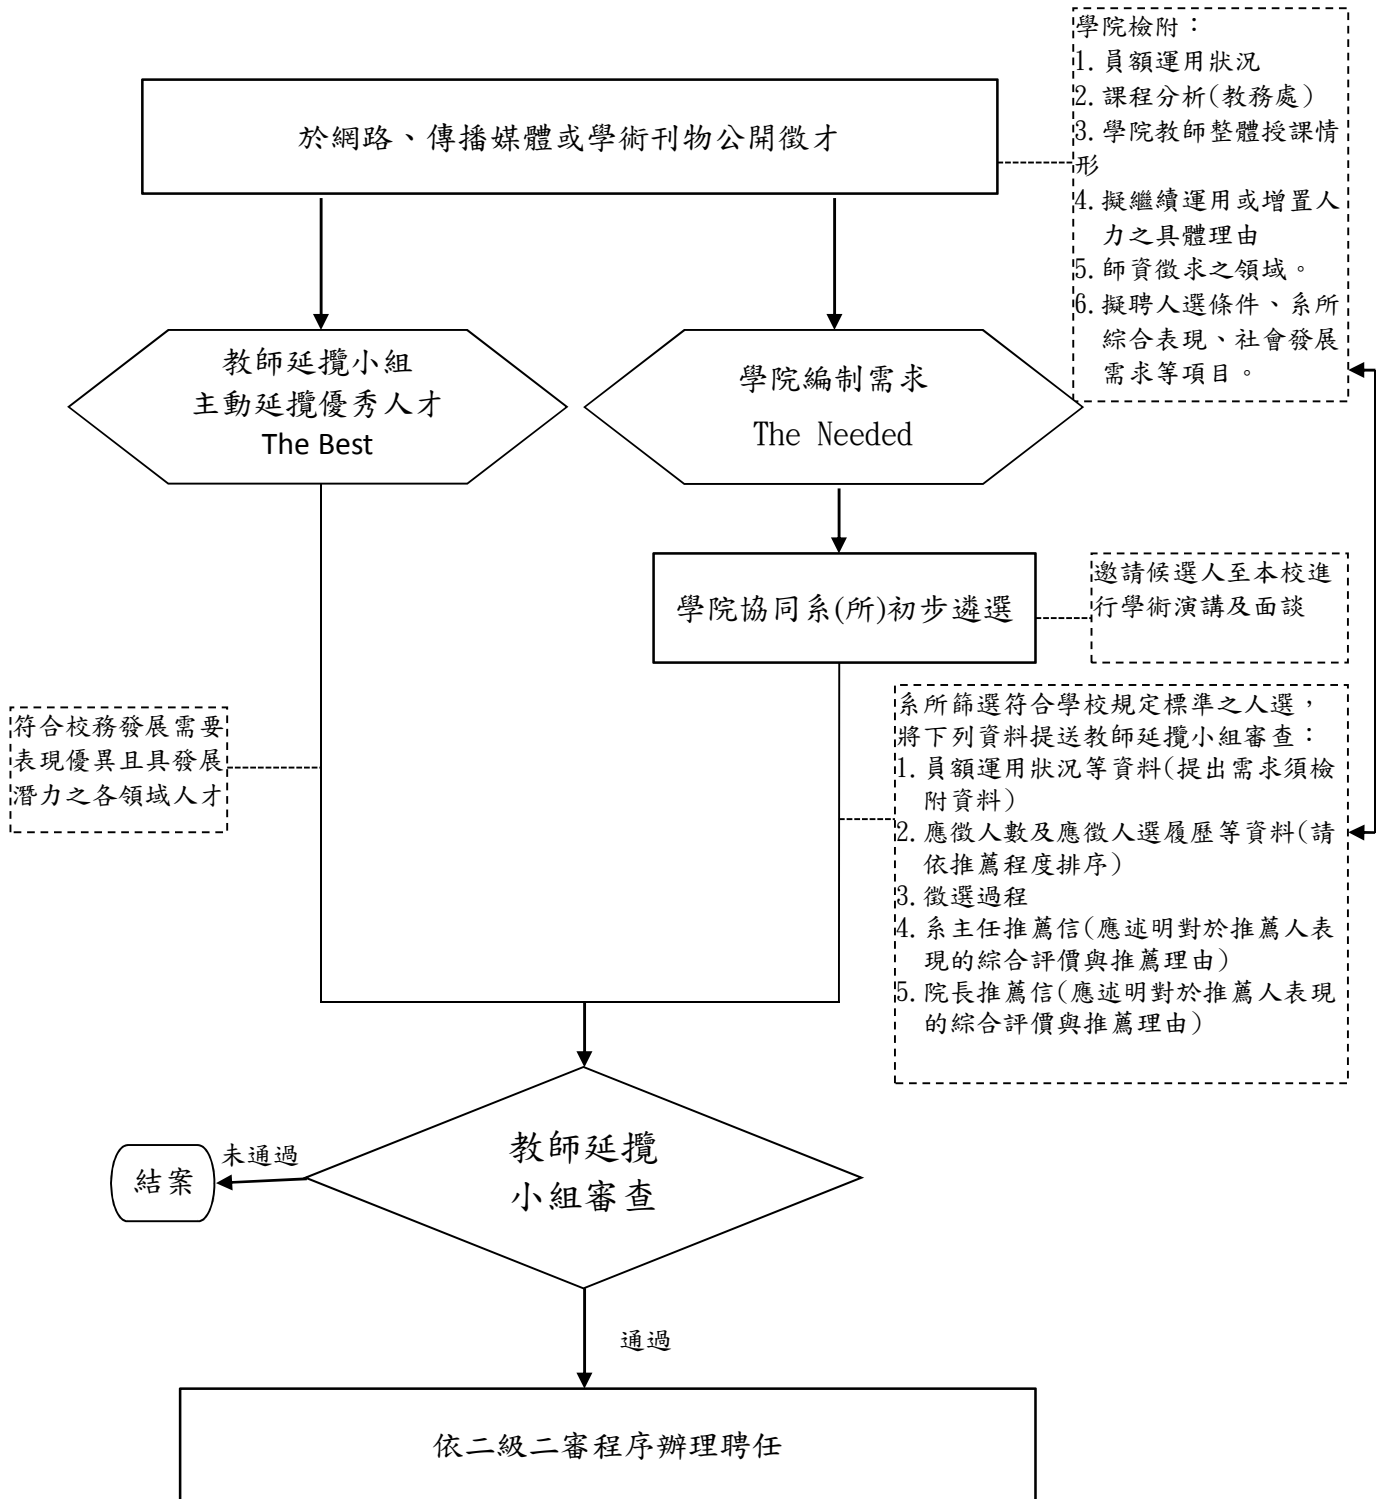 學院檢附：
1.員額運用狀況
2.課程分析(教務處)
3.學院教師整體授課情
形
4.擬繼續運用或增置人
力之具體理由
5.師資徵求之領域。
6.擬聘人選條件、系所
綜合表現、社會發展
需求等項目。
於網路、傳播媒體或學術刊物公開徵才
教師延攬小組
主動延攬優秀人才
The Best
學院編制需求
The Needed
學院協同系(所)初步遴選
邀請候選人至本校進
行學術演講及面談
符合校務發展需要
表現優異且具發展
潛力之各領域人才
系所篩選符合學校規定標準之人選，
將下列資料提送教師延攬小組審查：
1.員額運用狀況等資料(提出需求須檢
附資料)
2.應徵人數及應徵人選履歷等資料(請
依推薦程度排序)
3.徵選過程
4.系主任推薦信(應述明對於推薦人表
現的綜合評價與推薦理由)
5.院長推薦信(應述明對於推薦人表現
的綜合評價與推薦理由)
教師延攬
小組審查
未通過
結案
通過
依二級二審程序辦理聘任